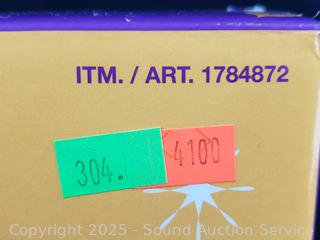 ITM. / ART. 1784872
304. 4100
Copyright 2025 - Sound Auction Service